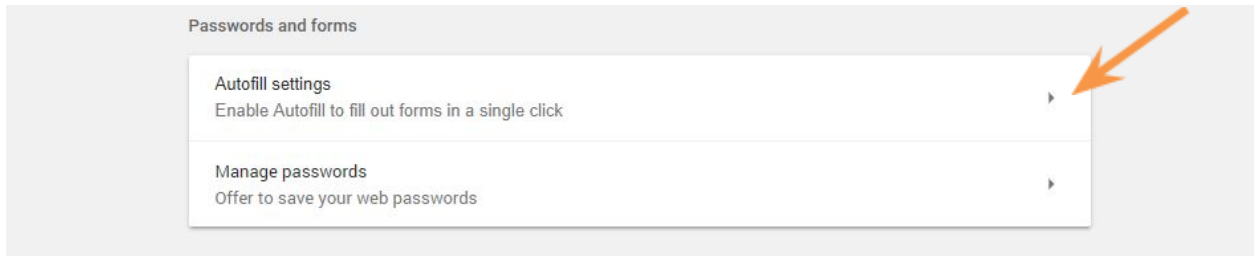 Passwords and forms
Autofill settings
Enable Autofill to fill out forms in a single click
Manage passwords
Offer to save your web passwords